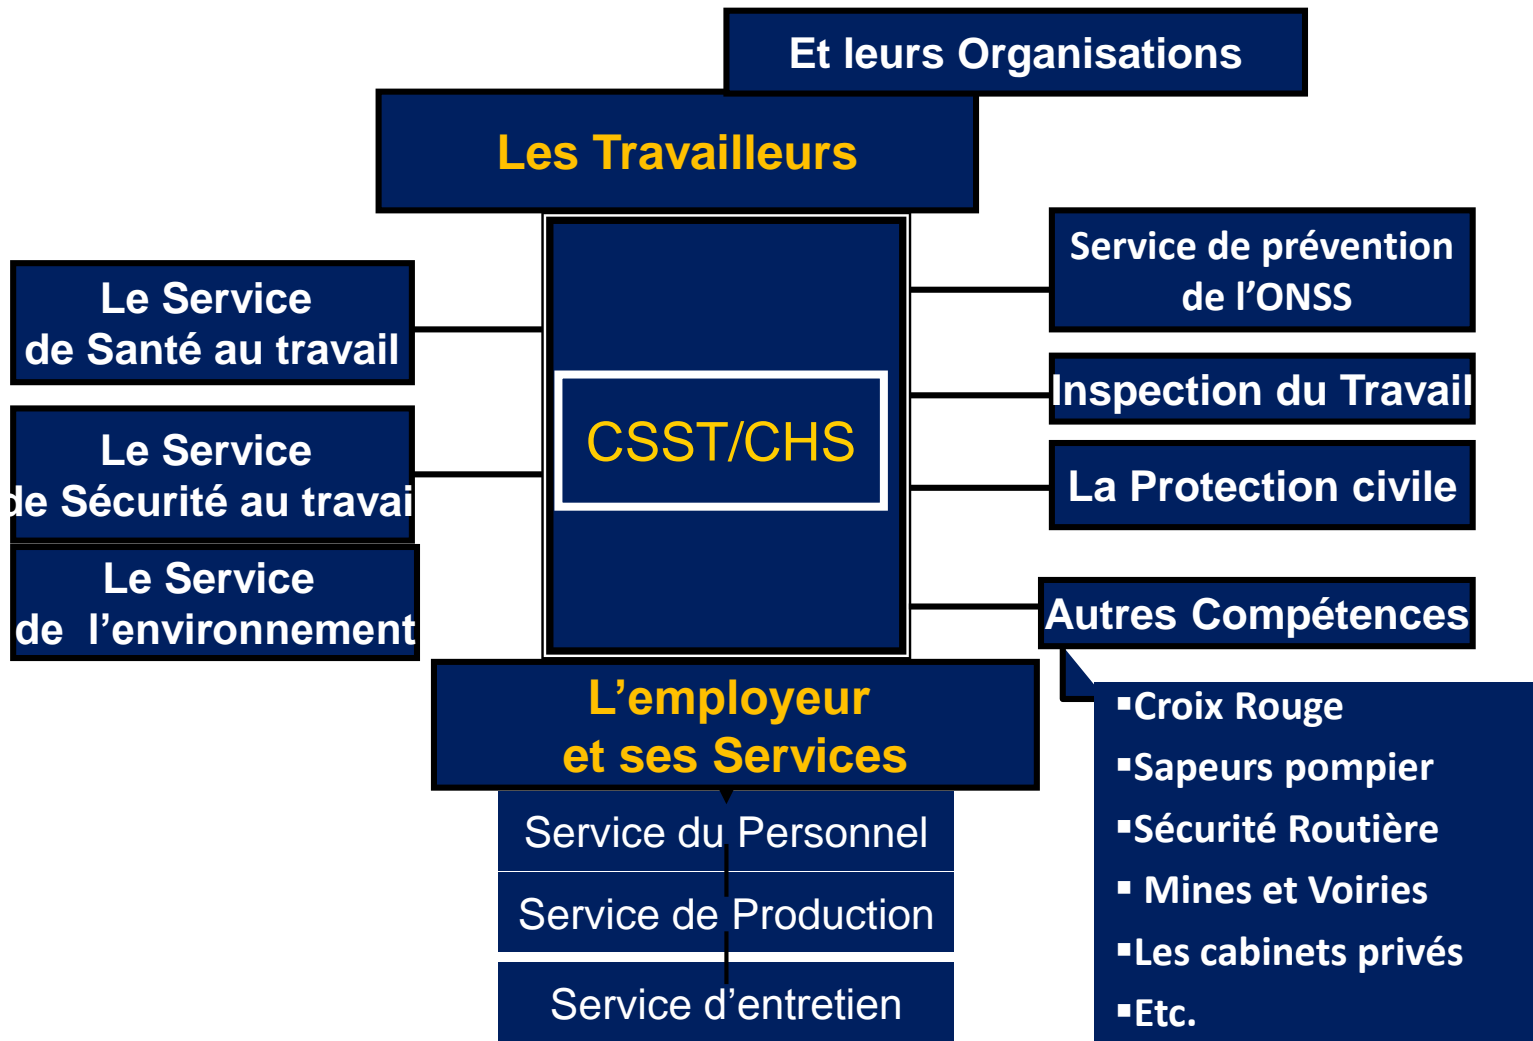 Et leurs Organisations
Les Travailleurs
Le Service
de Santé au travail
Le Service
de Sécurité au travai
Le Service
de l'environnement
CSST/CHS
Service de prévention
de l'ONSS
Inspection du Travail
La Protection civile
Autres Compétences
▪Croix Rouge
▪Sapeurs pompier
▪Sécurité Routière
▪ Mines et Voiries
▪Les cabinets privés
▪Etc.
L'employeur
et ses Services
Service du Personnel
Service de Production
Service d'entretien